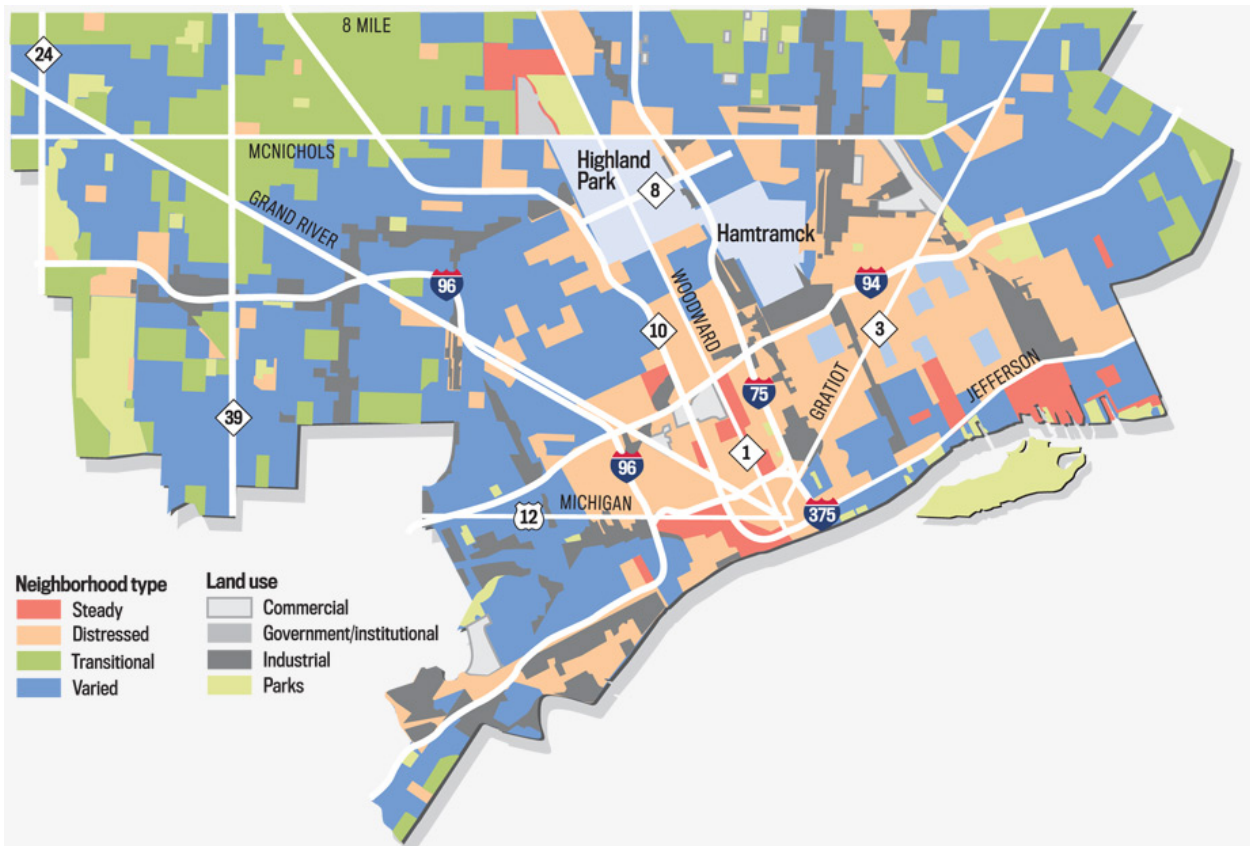 8 MILE
24
MCNICHOLS
Highland
Park
8
GRAND RIVER
Hamtramck
96
94
WOODWARD
10
3
JEFFERSON
75
GRATIOT
39
1
96
MICHIGAN
12
375
Neighborhood type
Steady
Distressed
Transitional
Varied
Land use
Commercial
Government/institutional
Industrial
Parks